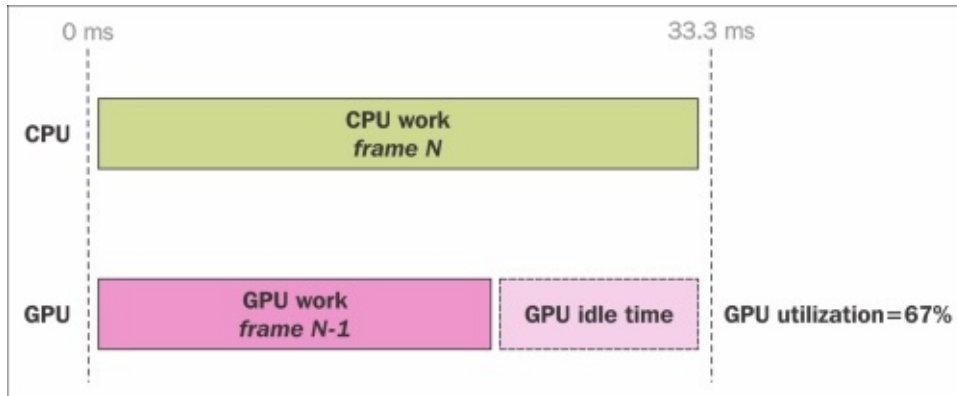 0 ms
33.3 ms
CPU
CPU work
frame N
GPU
GPU work
frame N-1
GPU idle time
GPU utilization=67%